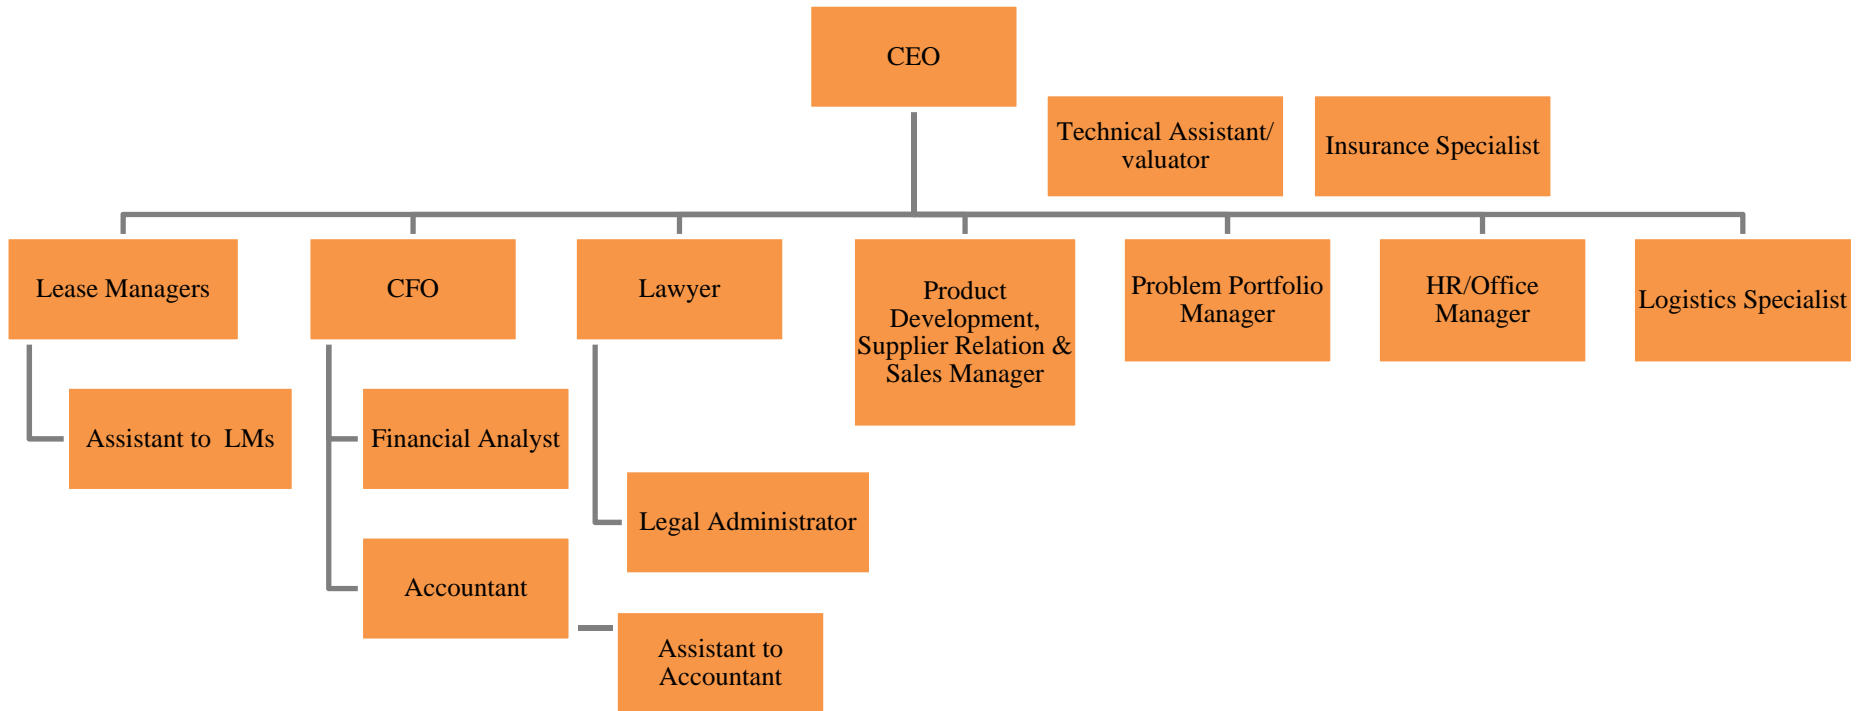 CEO
Technical Assistant/
valuator
Insurance Specialist
Lease Managers
CFO
Lawyer
Product
Development,
Supplier Relation &
Sales Manager
Problem Portfolio
Manager
HR/Office
Manager
Logistics Specialist
Assistant to  LMs
Financial Analyst
Legal Administrator
Accountant
Assistant to
Accountant